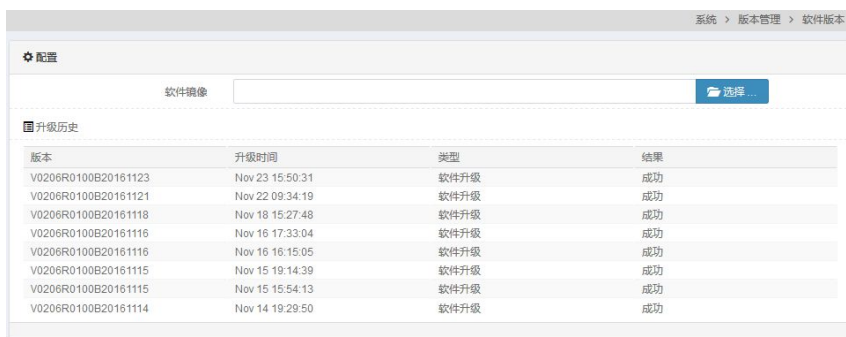 系统 > 版本管理 > 软件版本
配置
软件镜像 选择 ...
升级历史
版本 升级时间 类型 结果
V0206R0100B20161123 Nov 23 15:50:31 软件升级 成功
V0206R0100B20161121 Nov 22 09:34:19 软件升级 成功
V0206R0100B20161118 Nov 18 15:27:48 软件升级 成功
V0206R0100B20161116 Nov 16 17:33:04 软件升级 成功
V0206R0100B20161116 Nov 16 16:15:05 软件升级 成功
V0206R0100B20161115 Nov 15 19:14:39 软件升级 成功
V0206R0100B20161115 Nov 15 15:54:13 软件升级 成功
V0206R0100B20161114 Nov 14 19:29:50 软件升级 成功